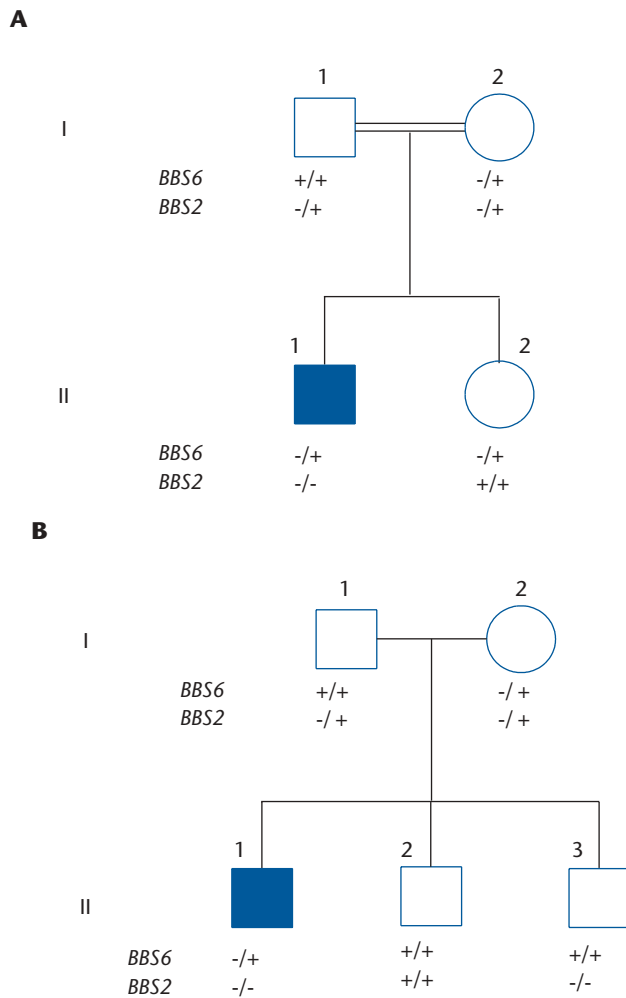 A
1 2
I
BBS6 +/+ -/+
BBS2 -/+ -/+
1 2
II
BBS6 -/+ -/+
BBS2 -/- +/+
B
1 2
I
BBS6 +/+ -/ +
BBS2 -/ + -/ +
1 2 3
II
BBS6 -/+ +/+ +/+
BBS2 -/- +/+ -/-